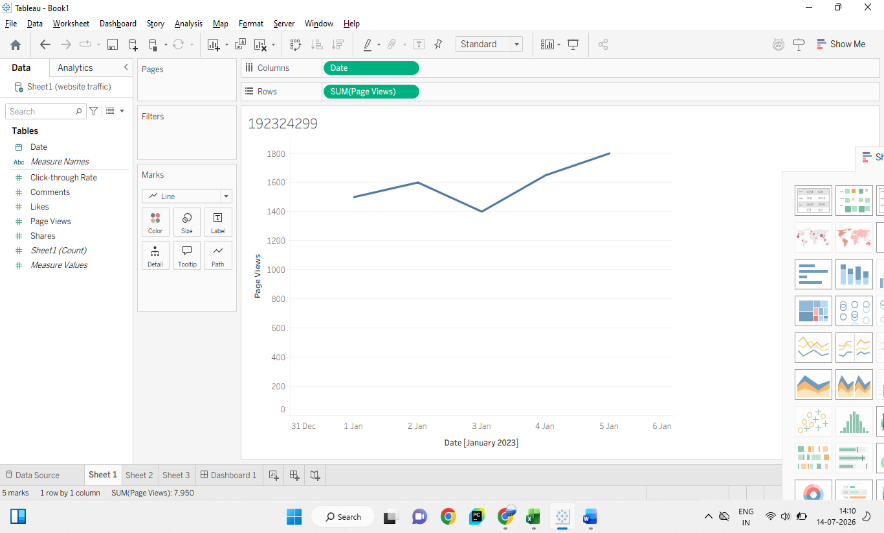 Tableau - Book1
File Data Worksheet Dashboard Story Analysis Map Format Server Window Help
Standard
Show Me
Data Analytics
Sheet1 (website traffic)
Search
Tables
Date
Abc Measure Names
Click-through Rate
Comments
Likes
Page Views
Shares
Sheet1 (Count)
Measure Values
Pages
Filters
Marks
Line
Color Size Label
Detail Tooltip Path
Columns Date
Rows SUM(Page Views)
192324299
1800
1600
1400
1200
1000
800
600
400
200
0
Page Views
31 Dec 1 Jan 2 Jan 3 Jan 4 Jan 5 Jan 6 Jan
Date [January 2023]
Data Source Sheet 1 Sheet 2 Sheet 3 Dashboard 1
5 marks 1 row by 1 column SUM(Page Views): 7,950
Search
ENG
IN
14:10
14-07-2026